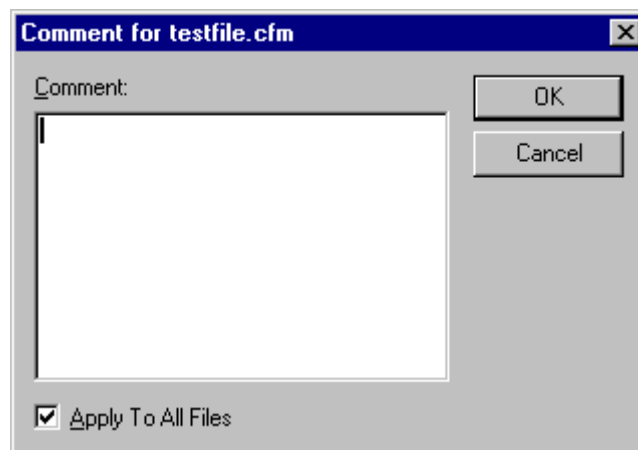 Comment for testfile.cfm
Comment:
OK
Cancel
Apply To All Files